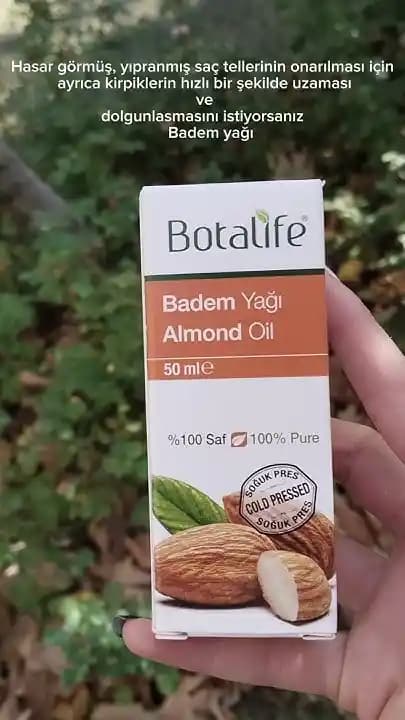 Hasar görmüş, yıpranmış saç tellerinin onarılması için
ayrıca kirpiklerin hızlı bir şekilde uzaması
ve
dolgunlaşmasını istiyorsanız
Badem yağı
Botalife®
Badem Yağı
Almond Oil
50 ml℮
%100 Saf 100% Pure
SOĞUK PRES
COLD PRESSED
SOĞUK PRES